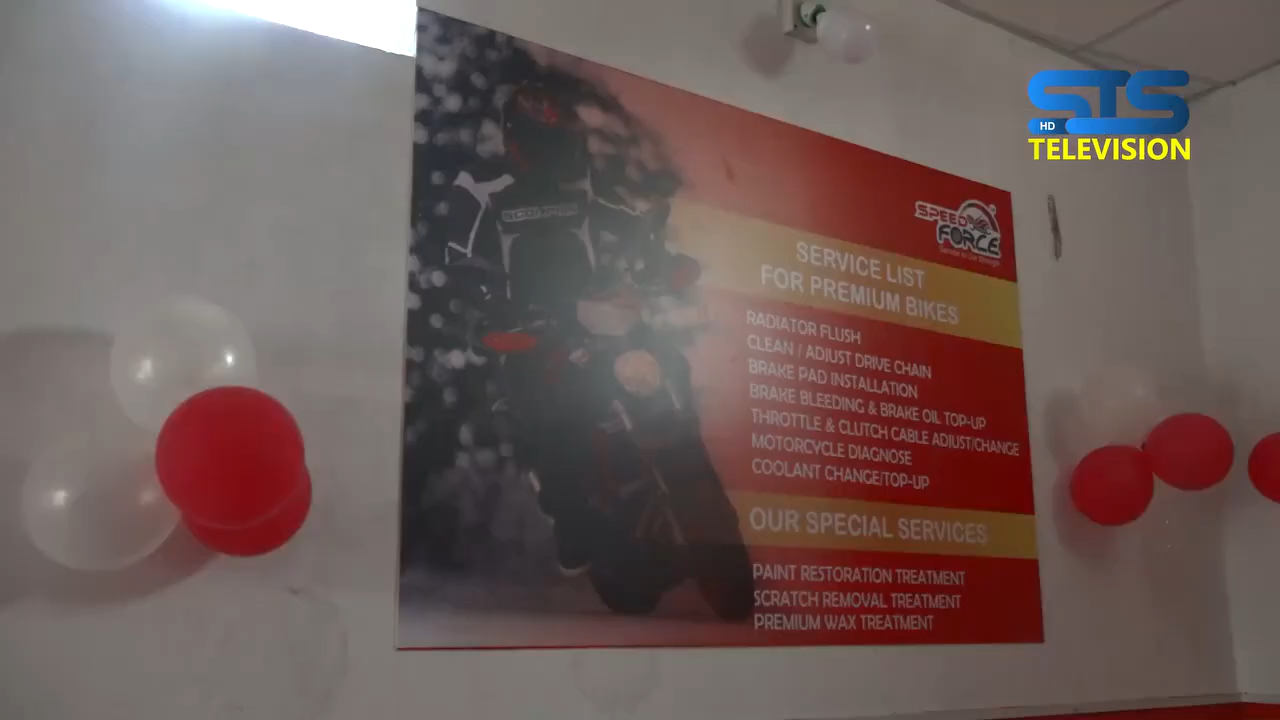 STS
HD
TELEVISION
SPEED
FORCE
SERVICE LIST
FOR PREMIUM BIKES
RADIATOR FLUSH
CLEAN / ADJUST DRIVE CHAIN
BRAKE PAD INSTALLATION
BRAKE BLEEDING & BRAKE OIL TOP-UP
THROTTLE & CLUTCH CABLE ADJUST/CHANGE
MOTORCYCLE DIAGNOSE
COOLANT CHANGE/TOP-UP
OUR SPECIAL SERVICES
PAINT RESTORATION TREATMENT
SCRATCH REMOVAL TREATMENT
PREMIUM WAX TREATMENT